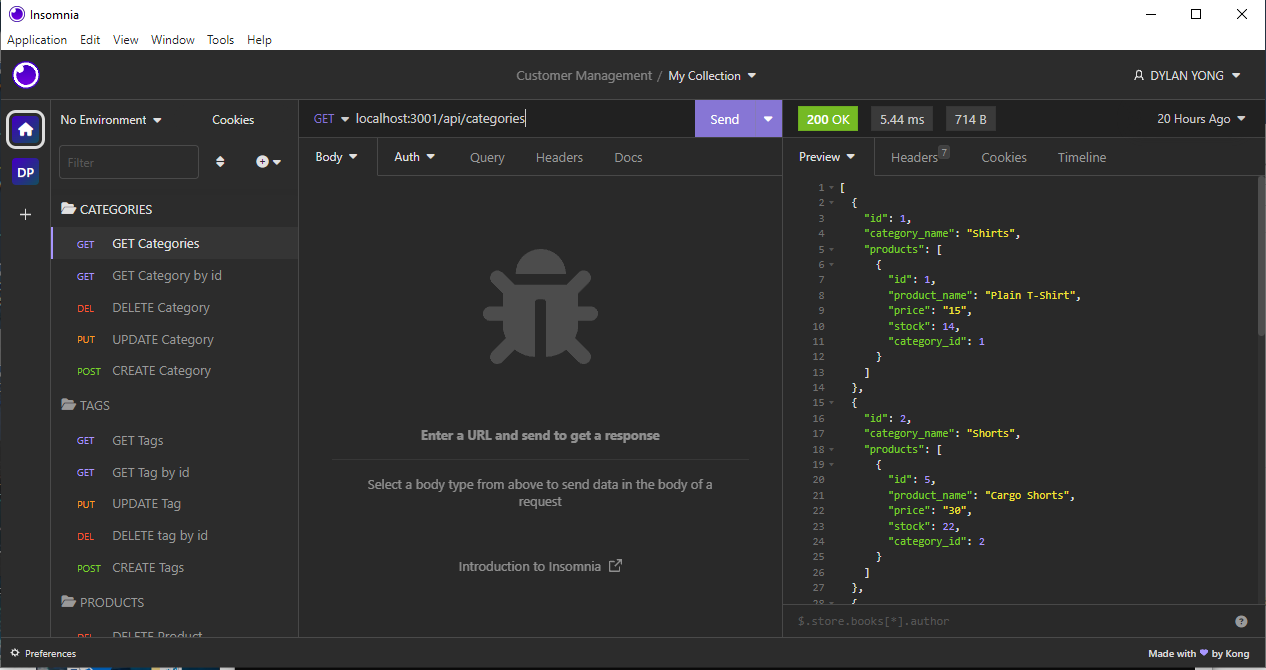 Insomnia
Application Edit View Window Tools Help
Customer Management / My Collection
DYLAN YONG
DP
No Environment Cookies
Filter
CATEGORIES
GET GET Categories
GET GET Category by id
DEL DELETE Category
PUT UPDATE Category
POST CREATE Category
TAGS
GET GET Tags
GET GET Tag by id
PUT UPDATE Tag
DEL DELETE tag by id
POST CREATE Tags
PRODUCTS
DEL DELETE Product
GET localhost:3001/api/categories Send
Body Auth Query Headers Docs
Enter a URL and send to get a response
Select a body type from above to send data in the body of a
request
Introduction to Insomnia
200 OK 5.44 ms 714 B 20 Hours Ago
Preview Headers 7 Cookies Timeline
1 [
2 {
3 "id": 1,
4 "category_name": "Shirts",
5 "products": [
6 {
7 "id": 1,
8 "product_name": "Plain T-Shirt",
9 "price": "15",
10 "stock": 14,
11 "category_id": 1
12 }
13 ]
14 },
15 {
16 "id": 2,
17 "category_name": "Shorts",
18 "products": [
19 {
20 "id": 5,
21 "product_name": "Cargo Shorts",
22 "price": "30",
23 "stock": 22,
24 "category_id": 2
25 }
26 ]
27 },
28 {
$.store.books[*].author
Preferences
Made with 💜 by Kong